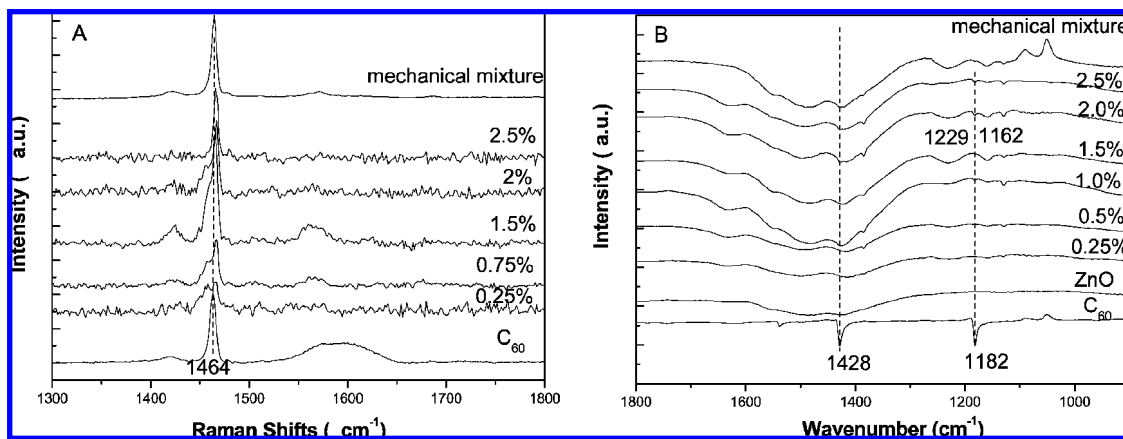 A
mechanical mixture
2.5%
2%
1.5%
0.75%
0.25%
C60
1464
Intensity ( a.u.)
1300 1400 1500 1600 1700 1800
Raman Shifts ( cm-1)
B
mechanical mixture
2.5%
2.0%
1229 1162
1.5%
1.0%
0.5%
0.25%
ZnO
C60
1428 1182
Intensity ( a.u.)
1800 1600 1400 1200 1000
Wavenumber (cm-1)